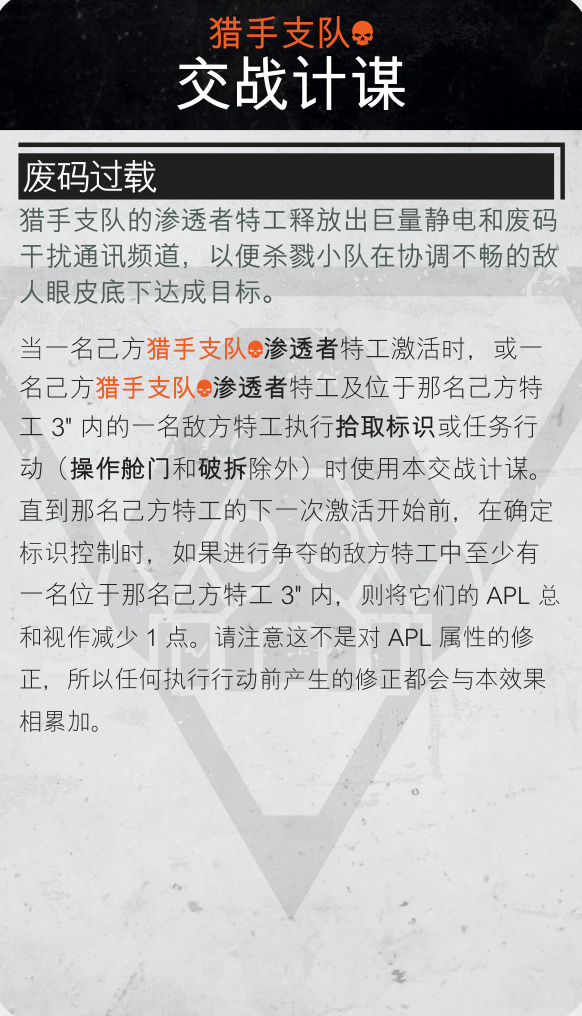 猎手支队
交战计谋
废码过载
猎手支队的渗透者特工释放出巨量静电和废码
干扰通讯频道，以便杀戮小队在协调不畅的敌
人眼皮底下达成目标。
当一名己方猎手支队渗透者特工激活时，或一
名己方猎手支队渗透者特工及位于那名己方特
工 3" 内的一名敌方特工执行拾取标识或任务行
动（操作舱门和破拆除外）时使用本交战计谋。
直到那名己方特工的下一次激活开始前，在确定
标识控制时，如果进行争夺的敌方特工中至少有
一名位于那名己方特工 3" 内，则将它们的 APL 总
和视作减少 1 点。请注意这不是对 APL 属性的修
正，所以任何执行行动前产生的修正都会与本效果
相累加。